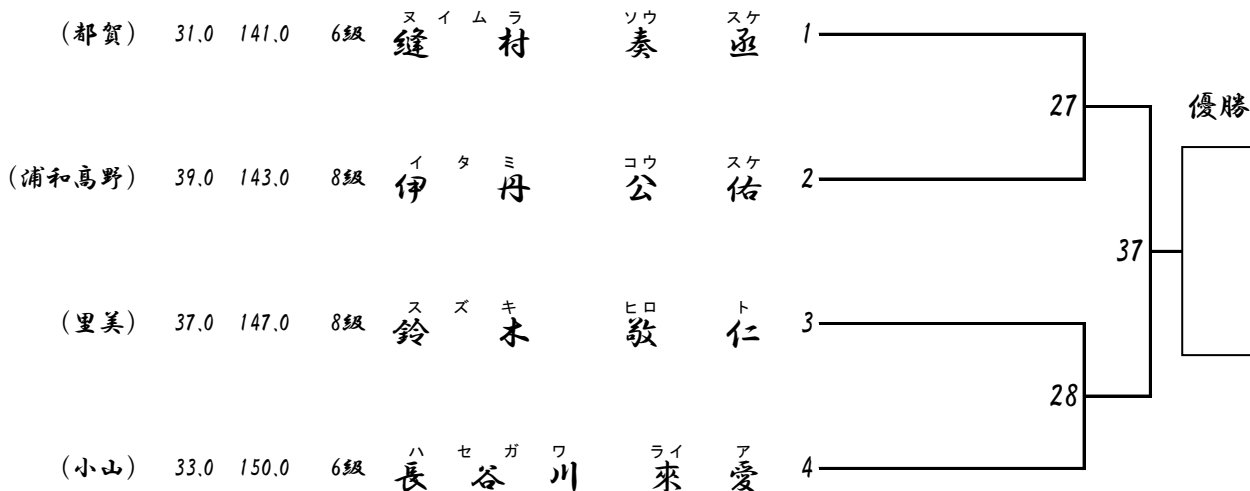 ヌイムラ ソウ スケ
(都賀) 31.0 141.0 6級 縫村 奏丞 1
27
優勝
イタミ コウ スケ
(浦和高野) 39.0 143.0 8級 伊丹 公佑 2
37
スズキ ヒロ ト
(里美) 37.0 147.0 8級 鈴木 敬仁 3
28
ハセガワ ライ ア
(小山) 33.0 150.0 6級 長谷川 來愛 4